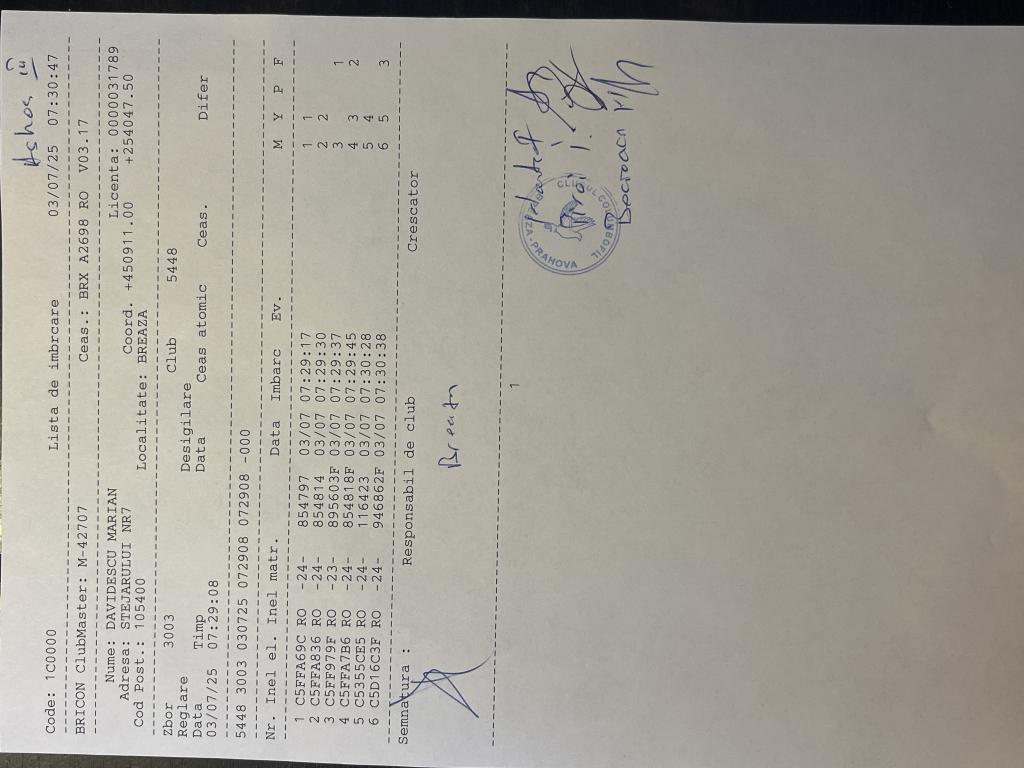 Ashas III
Code: 1C0000 Lista de imbrcare 03/07/25 07:30:47
BRICON ClubMaster: M-42707 Ceas.: BRX A2698 RO V03.17
Nume: DAVIDESCU MARIAN Licenta: 0000031789
Adresa: STEJARULUI NR7 Coord. +450911.00 +254047.50
Cod Post.: 105400 Localitate: BREAZA
Zbor 3003 Club 5448
Reglare Desigilare
Data Timp Data Ceas atomic Ceas. Difer
03/07/25 07:29:08
5448 3003 030725 072908 072908 -000
Nr. Inel el. Inel matr. Data Imbarc Ev. M Y P F
1 C5FFA69C RO -24- 854797 03/07 07:29:17 1 1
2 C5FFA836 RO -24- 854814 03/07 07:29:30 2 2
3 C5FF979F RO -23- 895603F 03/07 07:29:37 3 1
4 C5FFA7B6 RO -24- 854818F 03/07 07:29:45 4 3 2
5 C5355CE5 RO -24- 116423 03/07 07:30:28 5 4
6 C5D16C3F RO -24- 946862F 03/07 07:30:38 6 5 3
Semnatura : Responsabil de club Crescator
1
PRAHOVA